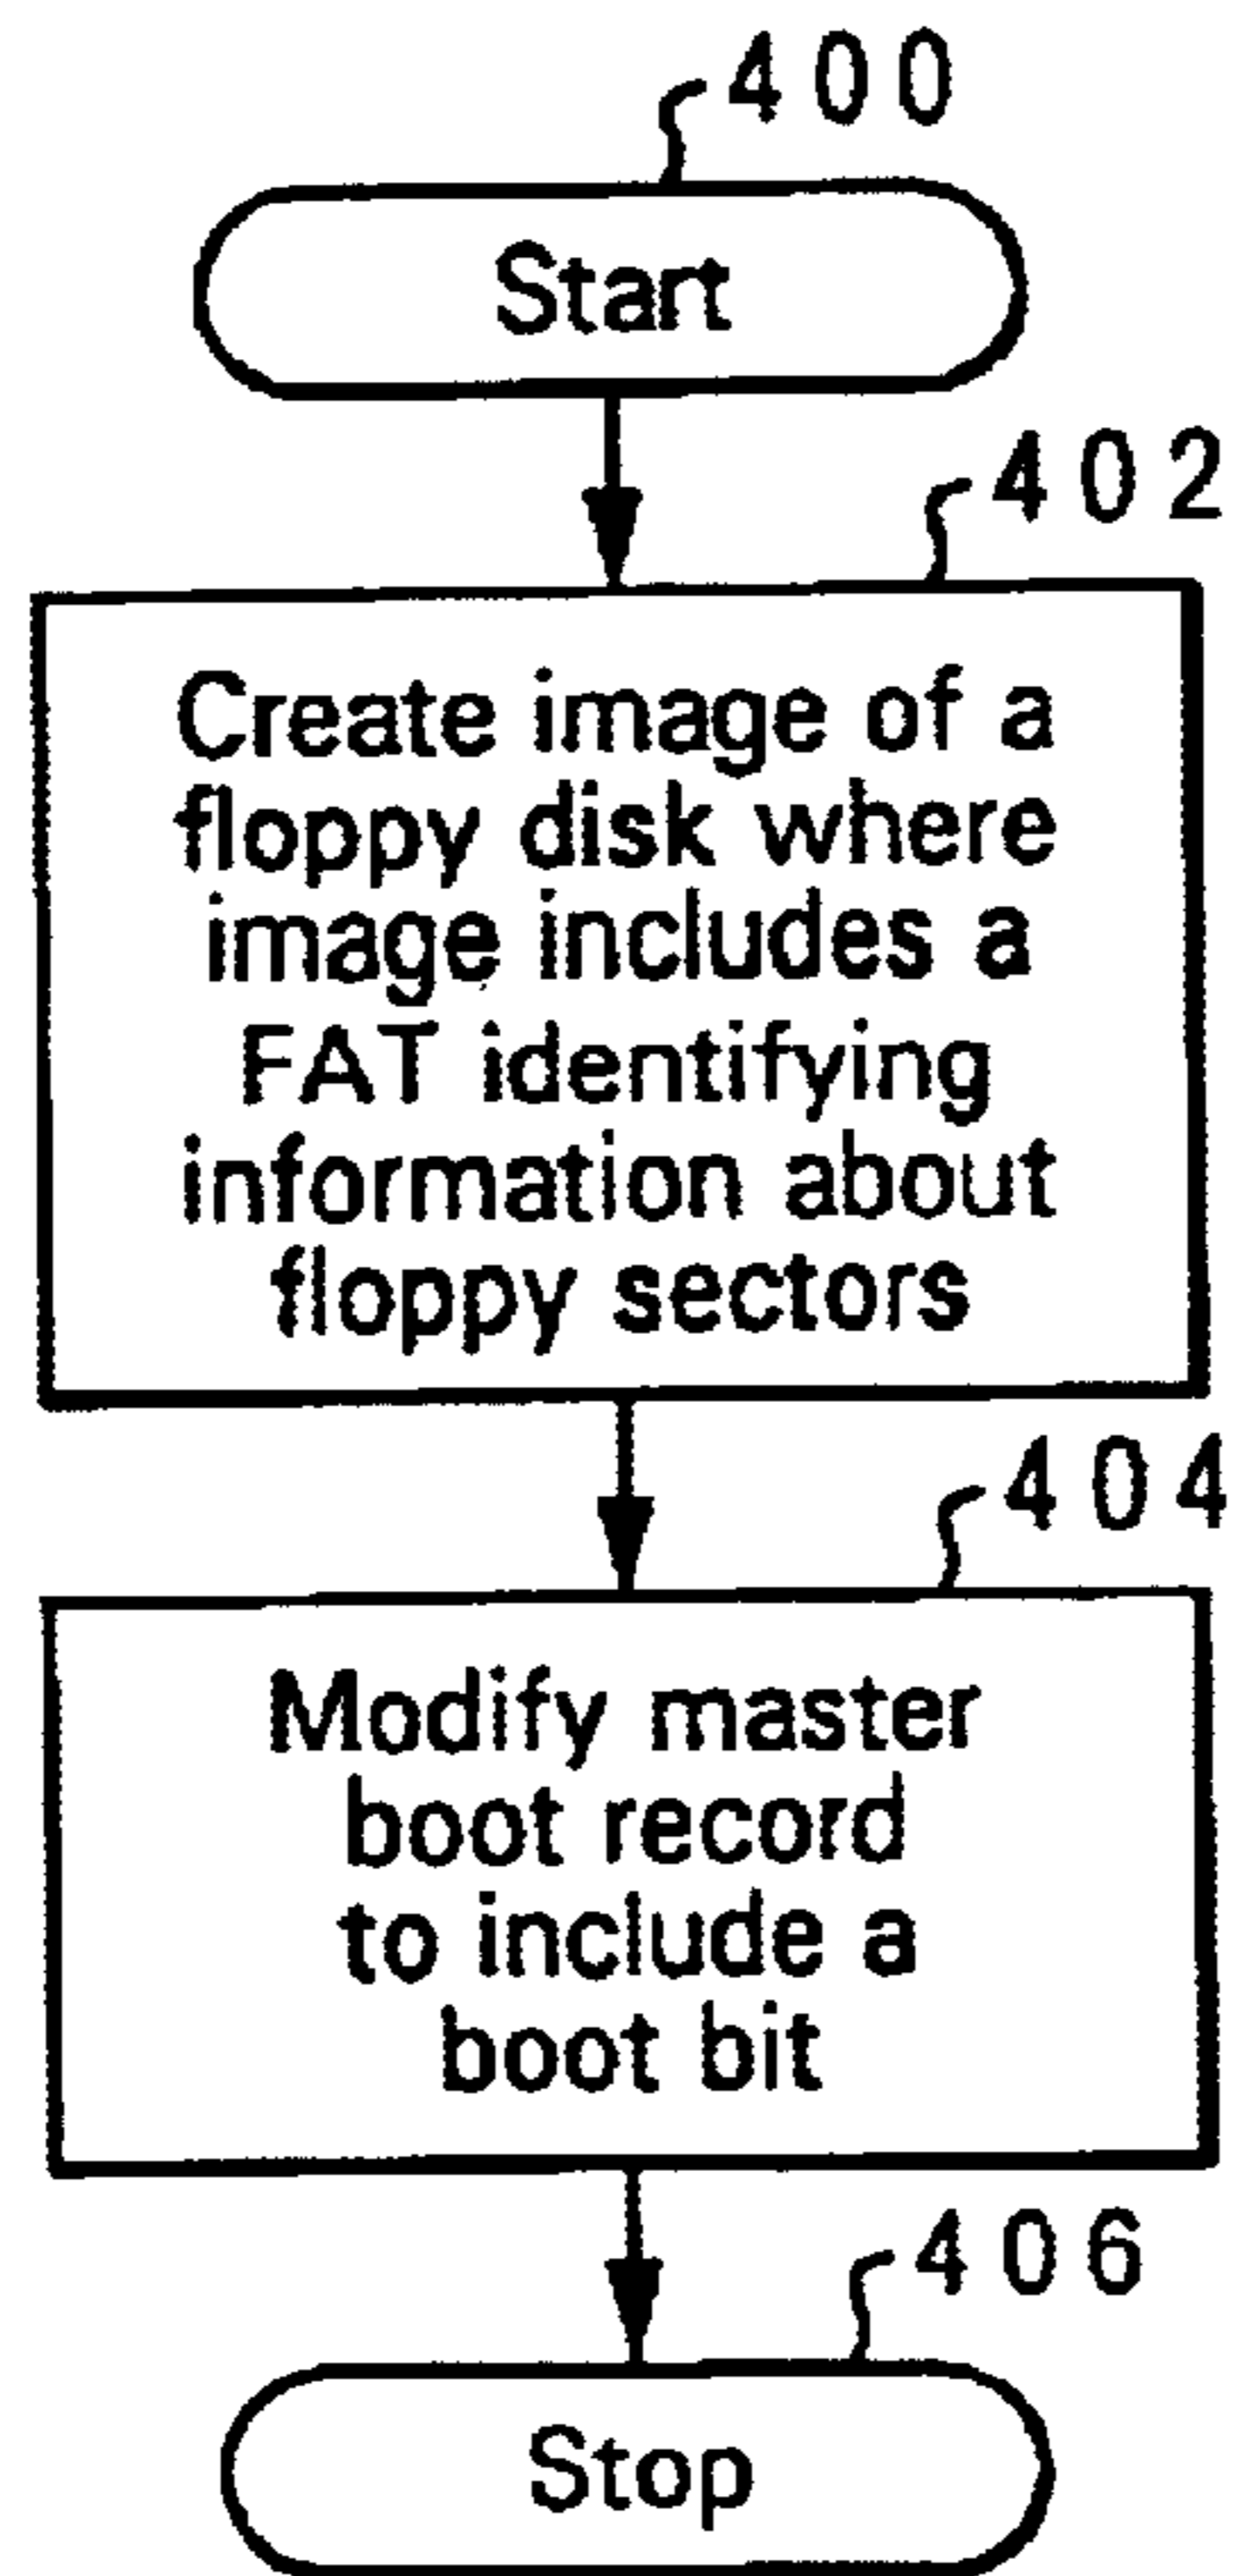 400
Start
402
Create image of a
floppy disk where
image includes a
FAT identifying
information about
floppy sectors
404
Modify master
boot record
to include a
boot bit
406
Stop